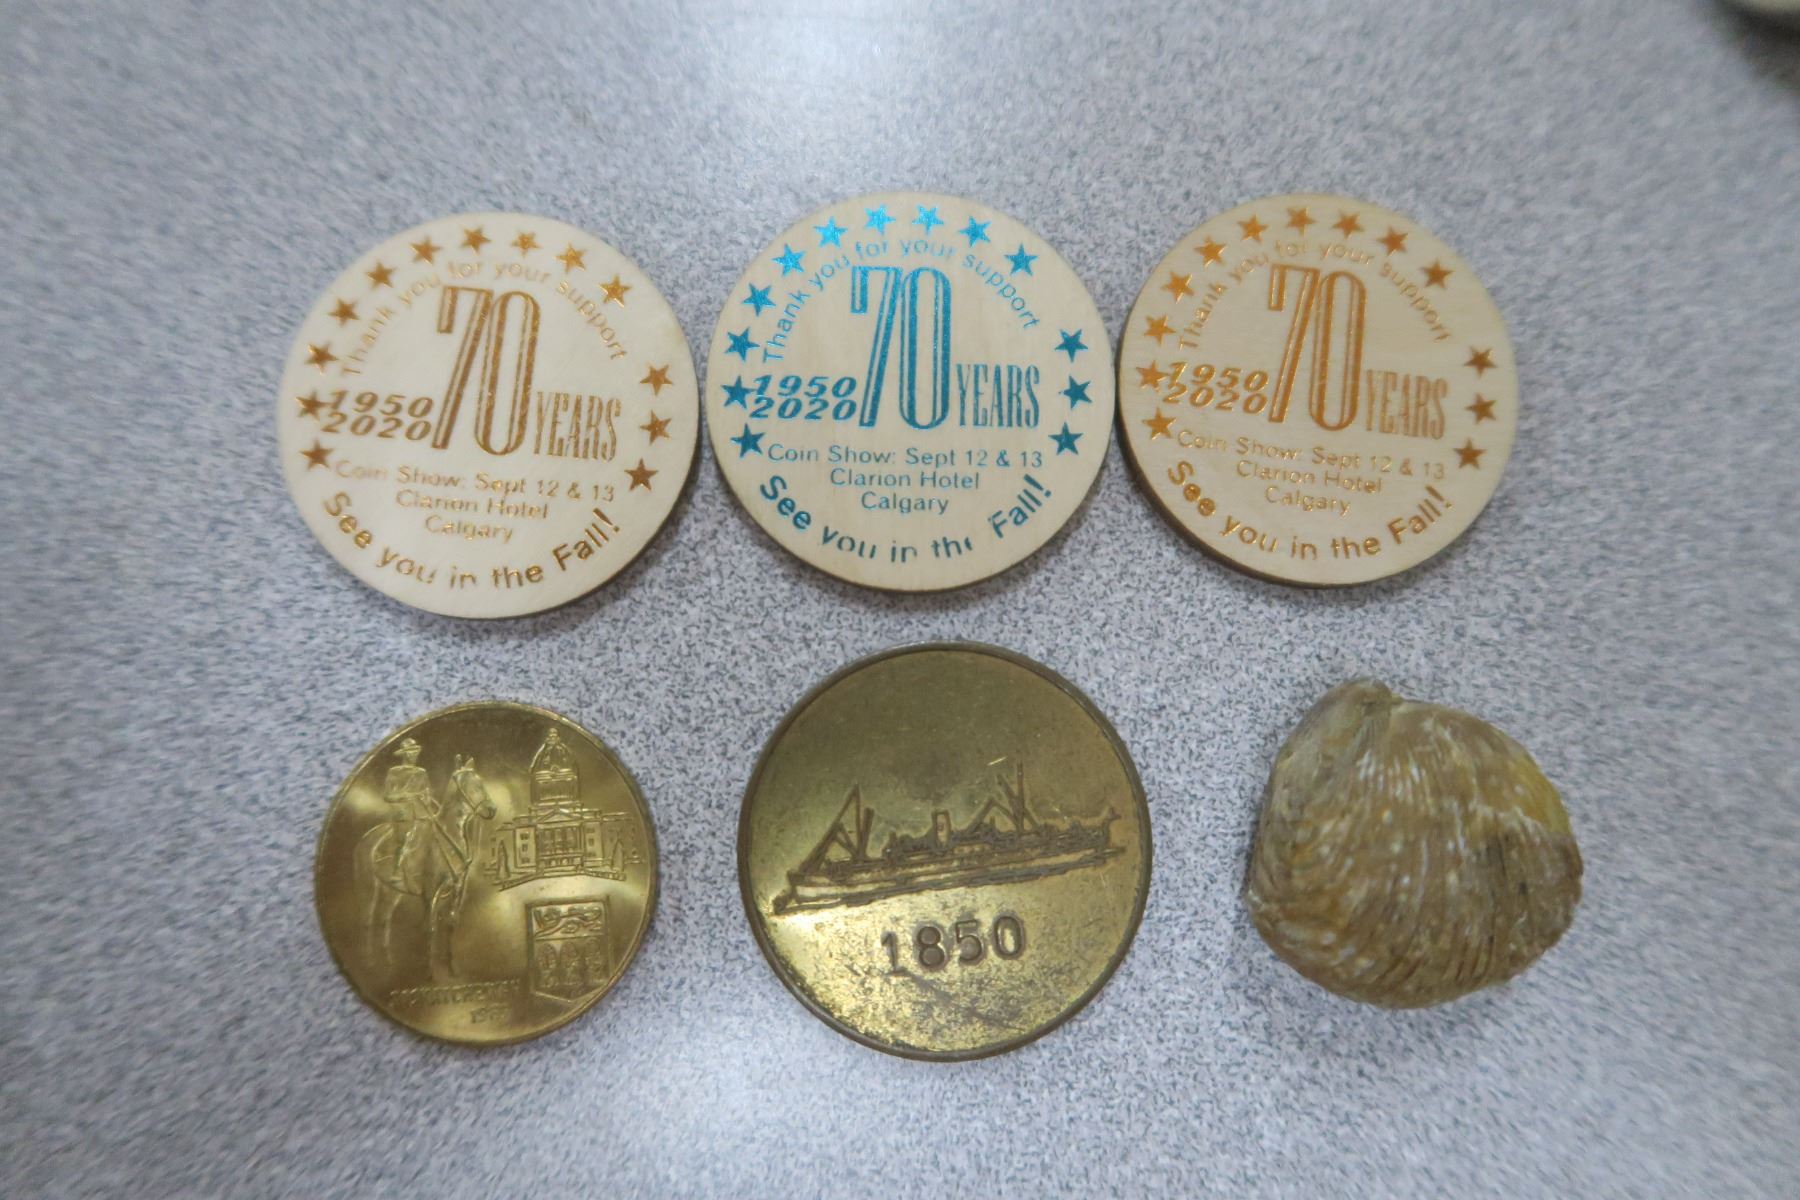 Thank you for your support
1950
2020
70 YEARS
Coin Show: Sept 12 & 13
Clarion Hotel
Calgary
See you in the Fall!
Thank you for your support
1950
2020
70 YEARS
Coin Show: Sept 12 & 13
Clarion Hotel
Calgary
See you in the Fall!
Thank you for your support
1950
2020
70 YEARS
Coin Show: Sept 12 & 13
Clarion Hotel
Calgary
See you in the Fall!
SASKATCHEWAN
1850